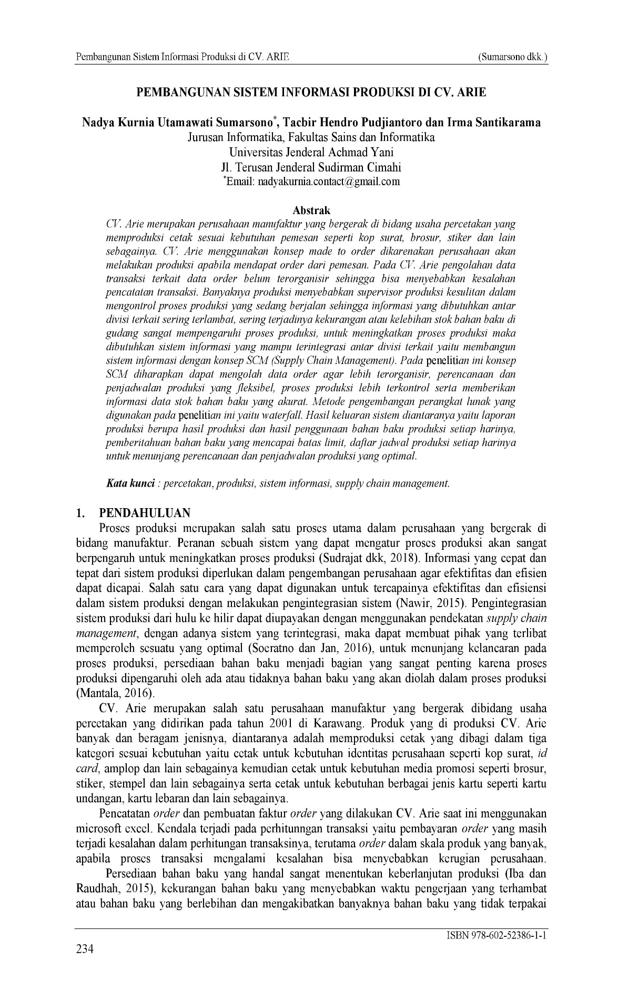 Pembangunan Sistem Informasi Produksi di CV. ARIE (Sumarsono dkk.)
PEMBANGUNAN SISTEM INFORMASI PRODUKSI DI CV. ARIE
Nadya Kurnia Utamawati Sumarsono*, Tacbir Hendro Pudjiantoro dan Irma Santikarama
Jurusan Informatika, Fakultas Sains dan Informatika
Universitas Jenderal Achmad Yani
Jl. Terusan Jenderal Sudirman Cimahi
*Email: nadyakurnia.contact@gmail.com
Abstrak
CV. Arie merupakan perusahaan manufaktur yang bergerak di bidang usaha percetakan yang
memproduksi cetak sesuai kebutuhan pemesan seperti kop surat, brosur, stiker dan lain
sebagainya. CV. Arie menggunakan konsep made to order dikarenakan perusahaan akan
melakukan produksi apabila mendapat order dari pemesan. Pada CV. Arie pengolahan data
transaksi terkait data order belum terorganisir sehingga bisa menyebabkan kesalahan
pencatatan transaksi. Banyaknya produksi menyebabkan supervisor produksi kesulitan dalam
mengontrol proses produksi yang sedang berjalan sehingga informasi yang dibutuhkan antar
divisi terkait sering terlambat, sering terjadinya kekurangan atau kelebihan stok bahan baku di
gudang sangat mempengaruhi proses produksi, untuk meningkatkan proses produksi maka
dibutuhkan sistem informasi yang mampu terintegrasi antar divisi terkait yaitu membangun
sistem informasi dengan konsep SCM (Supply Chain Management). Pada penelitian ini konsep
SCM diharapkan dapat mengolah data order agar lebih terorganisir, perencanaan dan
penjadwalan produksi yang fleksibel, proses produksi lebih terkontrol serta memberikan
informasi data stok bahan baku yang akurat. Metode pengembangan perangkat lunak yang
digunakan pada penelitian ini yaitu waterfall. Hasil keluaran sistem diantaranya yaitu laporan
produksi berupa hasil produksi dan hasil penggunaan bahan baku produksi setiap harinya,
pemberitahuan bahan baku yang mencapai batas limit, daftar jadwal produksi setiap harinya
untuk menunjang perencanaan dan penjadwalan produksi yang optimal.
Kata kunci : percetakan, produksi, sistem informasi, supply chain management.
1. PENDAHULUAN
Proses produksi merupakan salah satu proses utama dalam perusahaan yang bergerak di
bidang manufaktur. Peranan sebuah sistem yang dapat mengatur proses produksi akan sangat
berpengaruh untuk meningkatkan proses produksi (Sudrajat dkk, 2018). Informasi yang cepat dan
tepat dari sistem produksi diperlukan dalam pengembangan perusahaan agar efektifitas dan efisien
dapat dicapai. Salah satu cara yang dapat digunakan untuk tercapainya efektifitas dan efisiensi
dalam sistem produksi dengan melakukan pengintegrasian sistem (Nawir, 2015). Pengintegrasian
sistem produksi dari hulu ke hilir dapat diupayakan dengan menggunakan pendekatan supply chain
management, dengan adanya sistem yang terintegrasi, maka dapat membuat pihak yang terlibat
memperoleh sesuatu yang optimal (Soeratno dan Jan, 2016), untuk menunjang kelancaran pada
proses produksi, persediaan bahan baku menjadi bagian yang sangat penting karena proses
produksi dipengaruhi oleh ada atau tidaknya bahan baku yang akan diolah dalam proses produksi
(Mantala, 2016).
CV. Arie merupakan salah satu perusahaan manufaktur yang bergerak dibidang usaha
percetakan yang didirikan pada tahun 2001 di Karawang. Produk yang di produksi CV. Arie
banyak dan beragam jenisnya, diantaranya adalah memproduksi cetak yang dibagi dalam tiga
kategori sesuai kebutuhan yaitu cetak untuk kebutuhan identitas perusahaan seperti kop surat, id
card, amplop dan lain sebagainya kemudian cetak untuk kebutuhan media promosi seperti brosur,
stiker, stempel dan lain sebagainya serta cetak untuk kebutuhan berbagai jenis kartu seperti kartu
undangan, kartu lebaran dan lain sebagainya.
Pencatatan order dan pembuatan faktur order yang dilakukan CV. Arie saat ini menggunakan
microsoft excel. Kendala terjadi pada perhitunngan transaksi yaitu pembayaran order yang masih
terjadi kesalahan dalam perhitungan transaksinya, terutama order dalam skala produk yang banyak,
apabila proses transaksi mengalami kesalahan bisa menyebabkan kerugian perusahaan.
Persediaan bahan baku yang handal sangat menentukan keberlanjutan produksi (Iba dan
Raudhah, 2015), kekurangan bahan baku yang menyebabkan waktu pengerjaan yang terhambat
atau bahan baku yang berlebihan dan mengakibatkan banyaknya bahan baku yang tidak terpakai
ISBN 978-602-52386-1-1
234